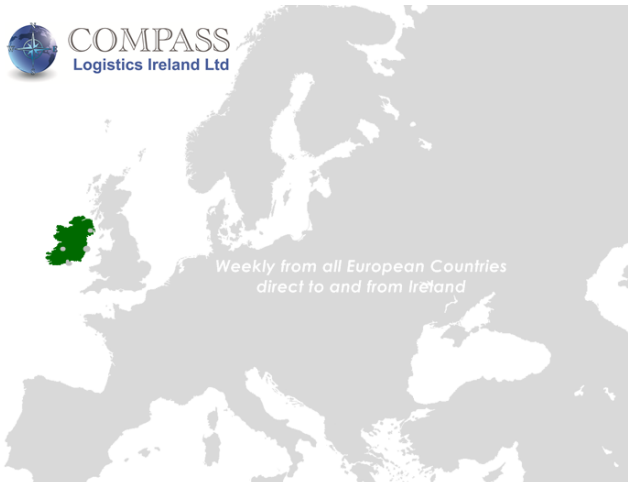 COMPASS
Logistics Ireland Ltd
Weekly from all European Countries
direct to and from Ireland